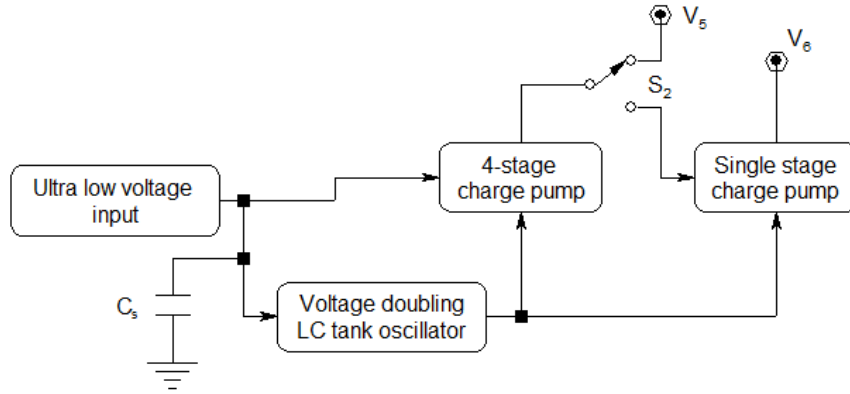 V5
V6
S2
4-stage
charge pump
Single stage
charge pump
Ultra low voltage
input
Cs
Voltage doubling
LC tank oscillator